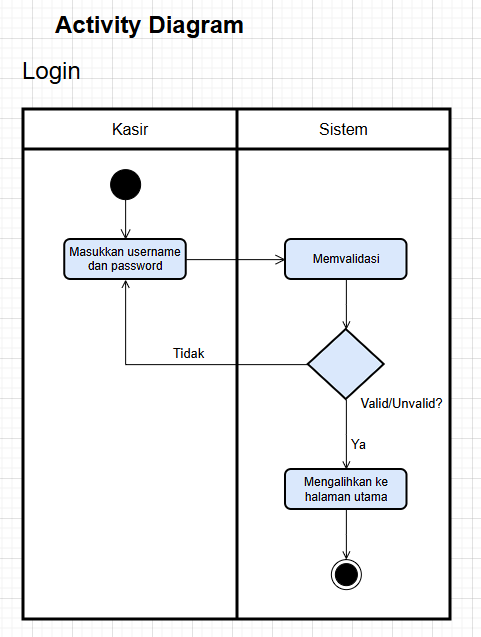 Activity Diagram
Login
Kasir
Sistem
Masukkan username
dan password
Memvalidasi
Tidak
Valid/Unvalid?
Ya
Mengalihkan ke
halaman utama